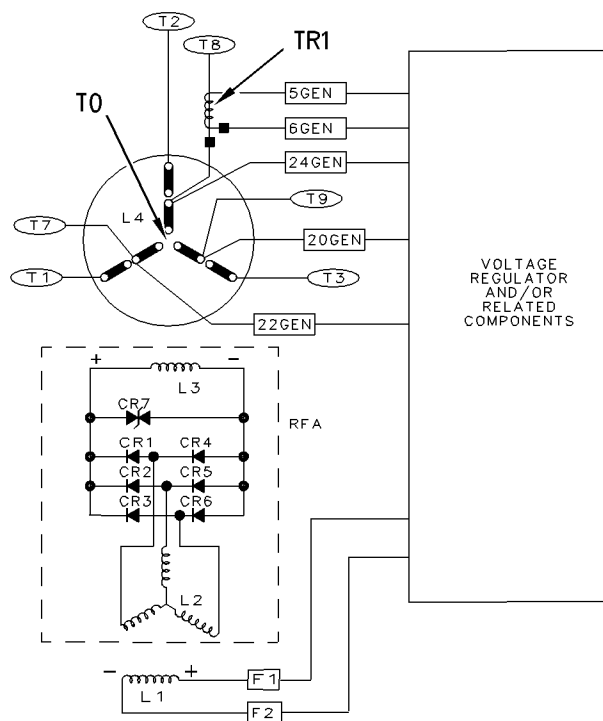 T2
T8
TR1
T0
5GEN
6GEN
24GEN
L4
T9
T7
20GEN
T1
T3
22GEN
VOLTAGE
REGULATOR
AND/OR
RELATED
COMPONENTS
+
-
L3
CR7
RFA
CR1
CR4
CR2
CR5
CR3
CR6
L2
-
+
L1
F1
F2